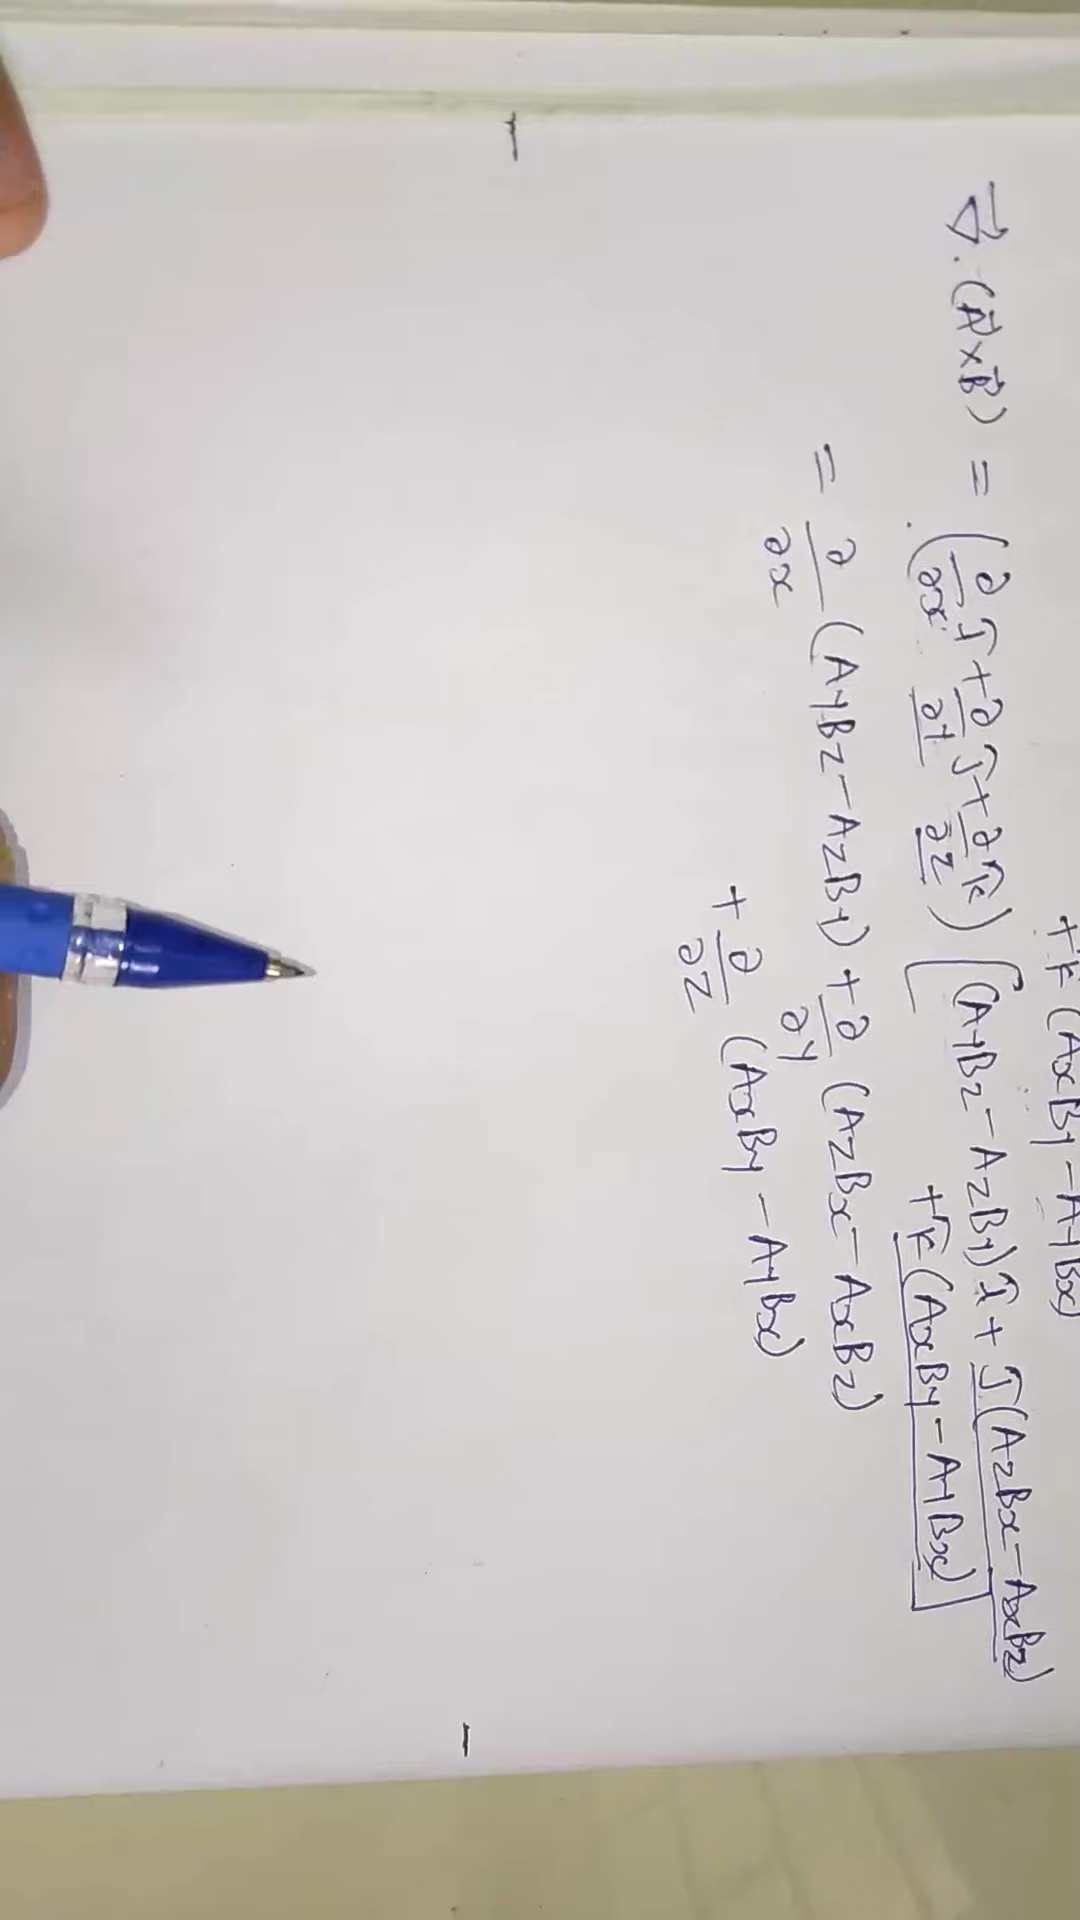 +k̂ (AxBy - AyBx)
∇⃗.(A⃗×B⃗) = (∂/∂x î + ∂/∂y ĵ + ∂/∂z k̂) [(AyBz - AzBy) î + ĵ (AzBx - AxBz)
+k̂ (AxBy - AyBx)]
= ∂/∂x (AyBz - AzBy) + ∂/∂y (AzBx - AxBz)
+ ∂/∂z (AxBy - AyBx)